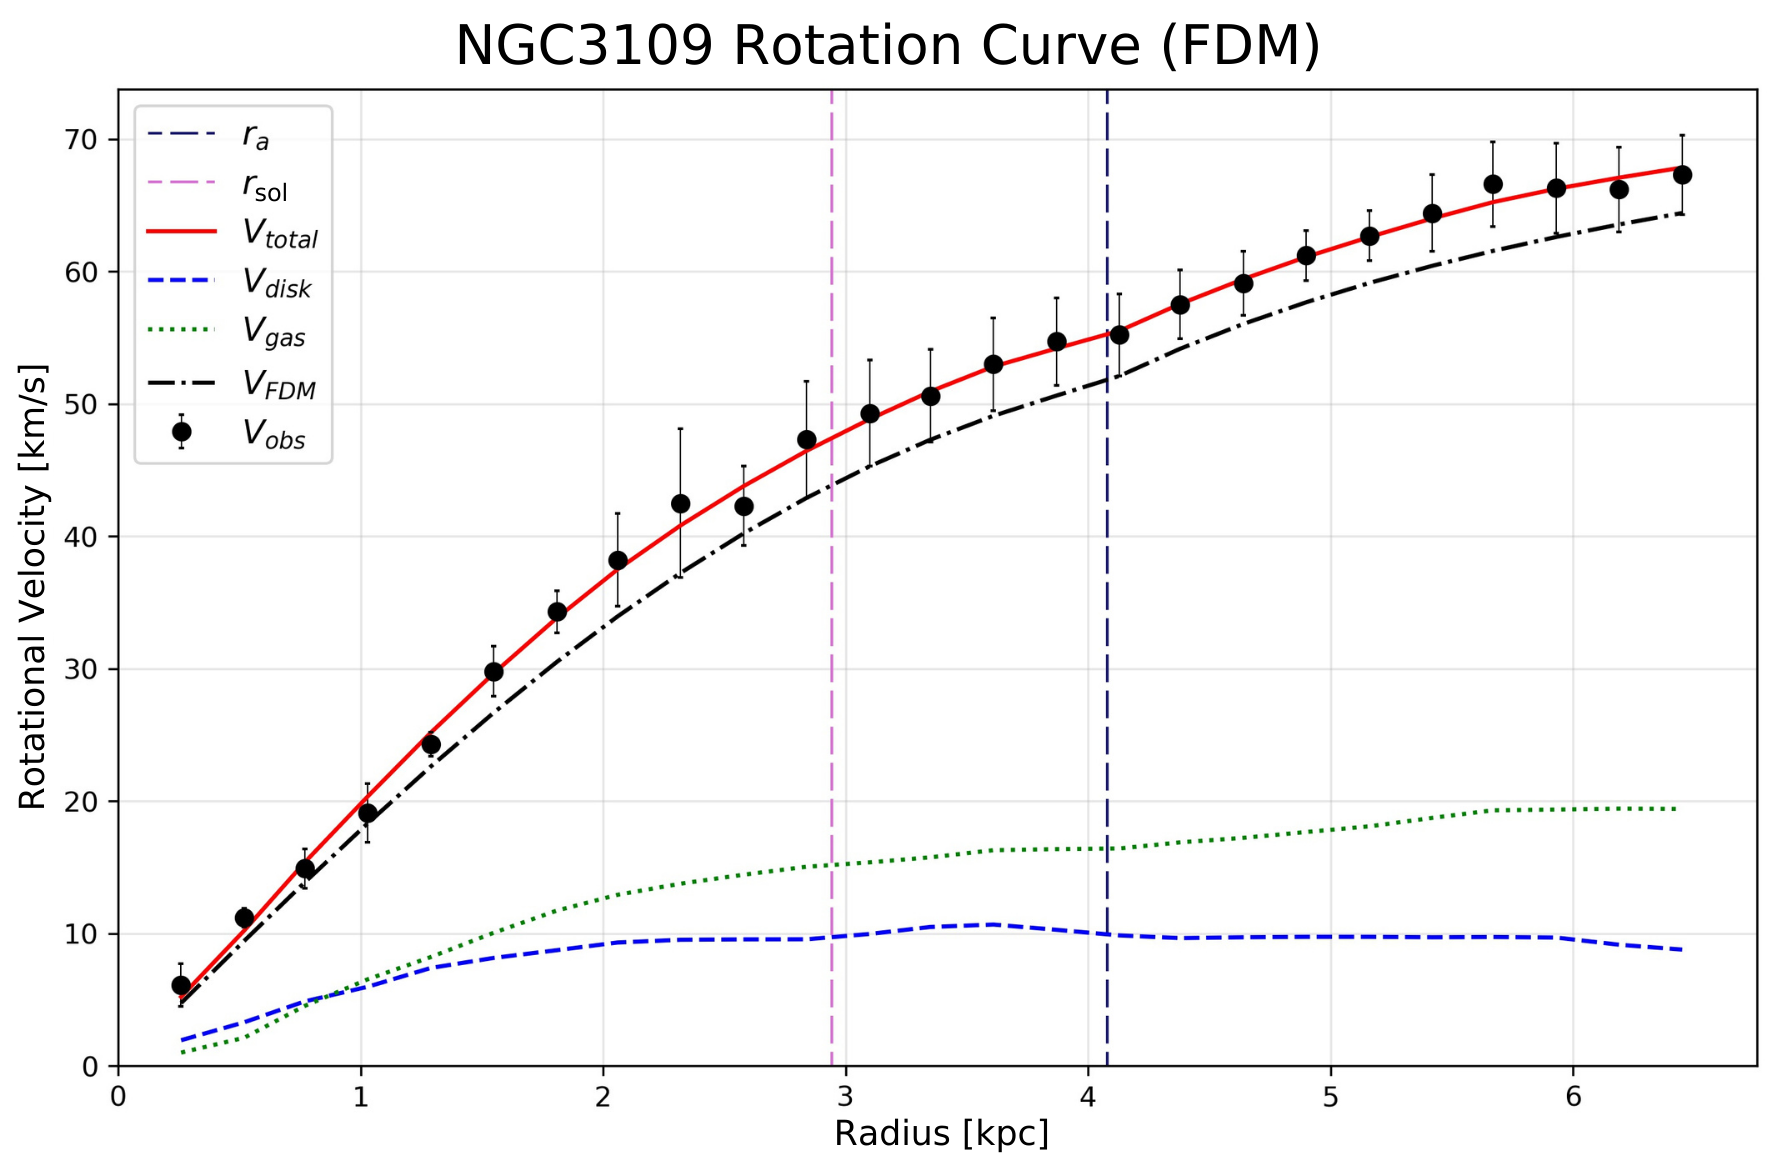 NGC3109 Rotation Curve (FDM)
r_a
r_sol
V_total
V_disk
V_gas
V_FDM
V_obs
Rotational Velocity [km/s]
70
60
50
40
30
20
10
0
0 1 2 3 4 5 6
Radius [kpc]